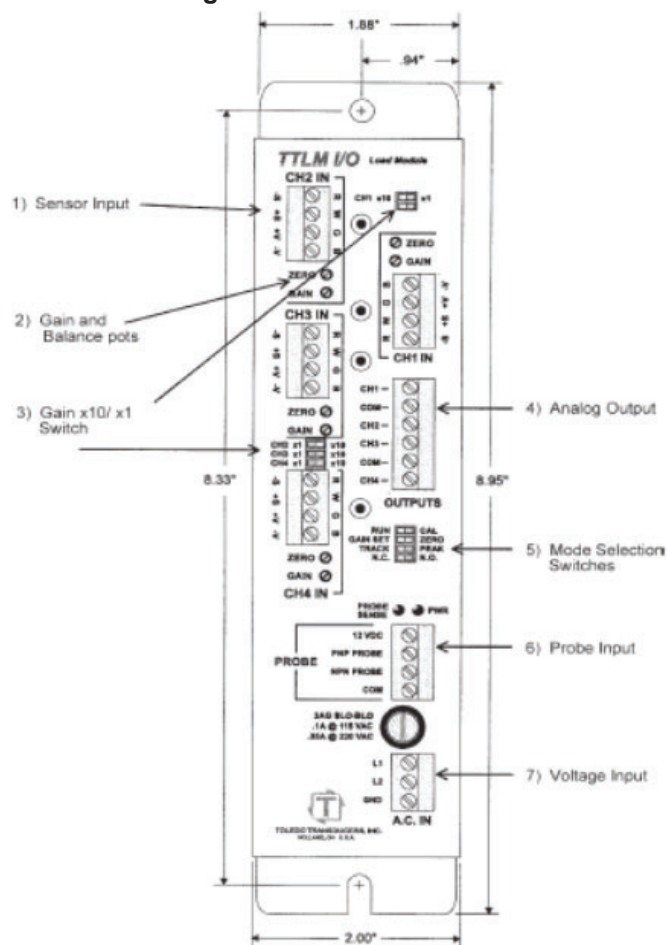 1.88"
.94"
TTLM I/O Load Module
CH2 IN
CH1 x10 x1
1) Sensor Input
-S
+S
+V
-V
R
W
G
B
ZERO
GAIN
ZERO
GAIN
2) Gain and
Balance pots
CH3 IN
R
W
G
CH1 IN
3) Gain x10/ x1
Switch
ZERO
GAIN
CH2 x1 x10
CH3 x1 x10
CH4 x1 x10
CH1
COM
CH2
CH3
COM
CH4
4) Analog Output
8.33"
8.95"
OUTPUTS
R
W
G
B
RUN CAL
GAIN SET ZERO
TRACK PEAK
N.C. N.O.
5) Mode Selection
Switches
ZERO
GAIN
CH4 IN
PROBE
SENSE
PWR
PROBE
12 VDC
PNP PROBE
NPN PROBE
COM
6) Probe Input
3AG SLO-BLO
.1A @ 115 VAC
@ 220 VAC
L1
L2
GND
7) Voltage Input
A.C. IN
T
TOLEDO TRANSDUCERS, INC.
HOLLAND, OH U.S.A.
2.00"